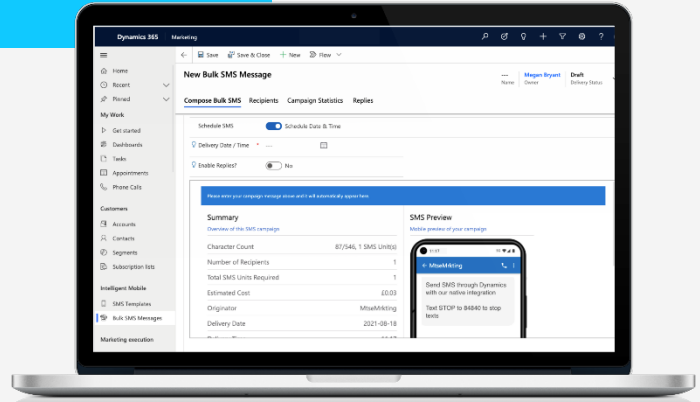 Dynamics 365 Marketing
Save Save & Close New Flow
New Bulk SMS Message
--- Megan Bryant Draft
Name Owner Delivery Status
Compose Bulk SMS Recipients Campaign Statistics Replies
Home
Recent
Pinned
My Work
Get started
Dashboards
Tasks
Appointments
Phone Calls
Customers
Accounts
Contacts
Segments
Subscription lists
Intelligent Mobile
SMS Templates
Bulk SMS Messages
Marketing execution
Schedule SMS Schedule Date & Time
Delivery Date / Time * ---
Enable Replies? No
Please enter your campaign message above and it will automatically appear here.
Summary
Overview of this SMS campaign
Character Count 87/546, 1 SMS Unit(s)
Number of Recipients 1
Total SMS Units Required 1
Estimated Cost £0.03
Originator MtseMrkting
Delivery Date 2021-08-18
SMS Preview
Mobile preview of your campaign
MtseMrkting
Send SMS through Dynamics
with our native integration
Text STOP to 84840 to stop
texts